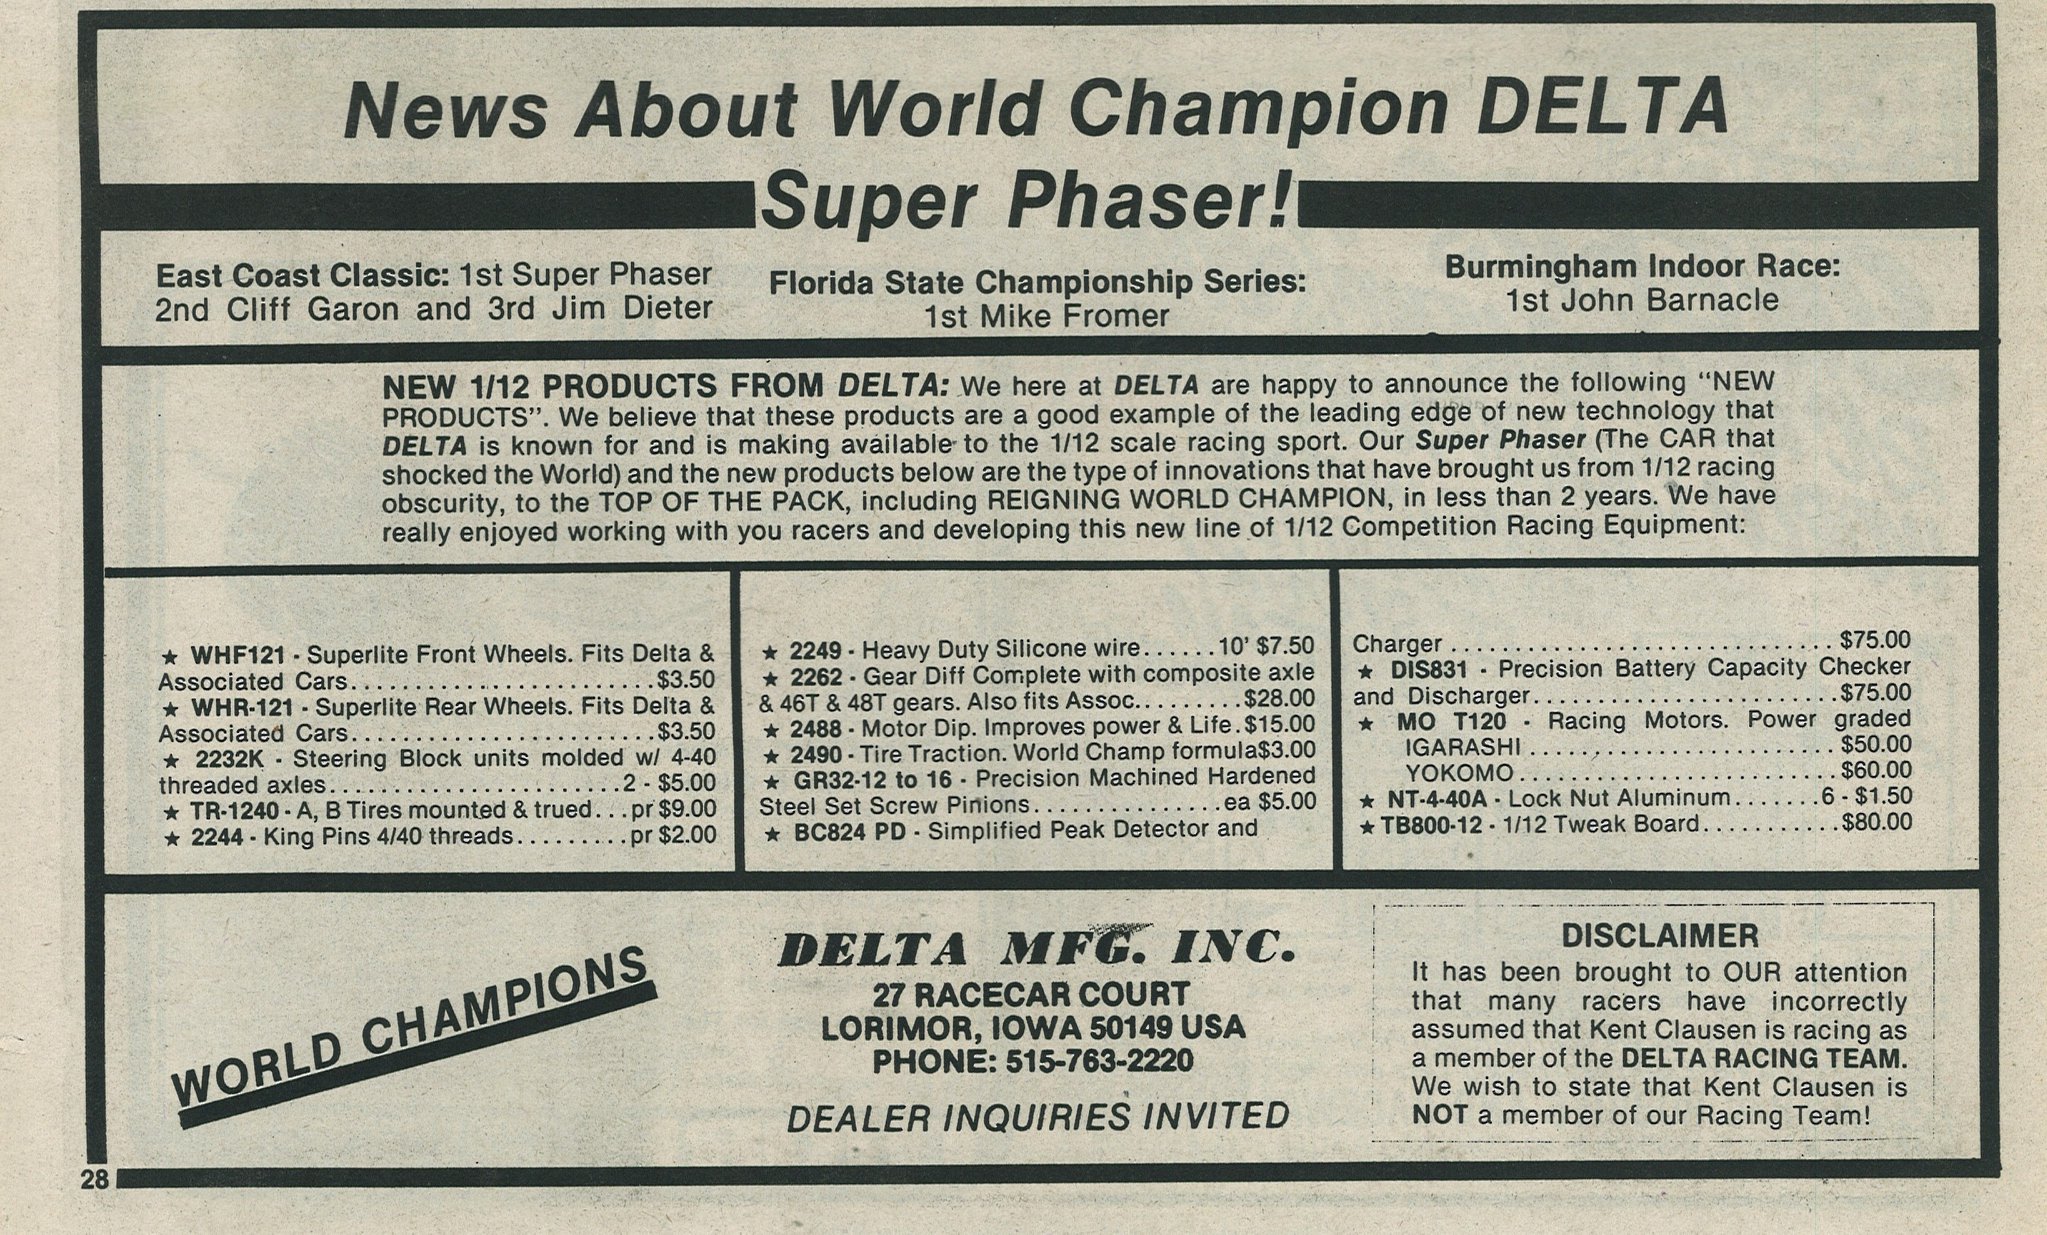 News About World Champion DELTA
Super Phaser!
East Coast Classic: 1st Super Phaser
2nd Cliff Garon and 3rd Jim Dieter
Florida State Championship Series:
1st Mike Fromer
Burmingham Indoor Race:
1st John Barnacle
NEW 1/12 PRODUCTS FROM DELTA: We here at DELTA are happy to announce the following "NEW
PRODUCTS". We believe that these products are a good example of the leading edge of new technology that
DELTA is known for and is making available to the 1/12 scale racing sport. Our Super Phaser (The CAR that
shocked the World) and the new products below are the type of innovations that have brought us from 1/12 racing
obscurity, to the TOP OF THE PACK, including REIGNING WORLD CHAMPION, in less than 2 years. We have
really enjoyed working with you racers and developing this new line of 1/12 Competition Racing Equipment:
★ WHF121 - Superlite Front Wheels. Fits Delta &
Associated Cars........................$3.50
★ WHR-121 - Superlite Rear Wheels. Fits Delta &
Associated Cars........................$3.50
★ 2232K - Steering Block units molded w/ 4-40
threaded axles.......................2 - $5.00
★ TR-1240 - A, B Tires mounted & trued...pr $9.00
★ 2244 - King Pins 4/40 threads.........pr $2.00
★ 2249 - Heavy Duty Silicone wire......10' $7.50
★ 2262 - Gear Diff Complete with composite axle
& 46T & 48T gears. Also fits Assoc.........$28.00
★ 2488 - Motor Dip. Improves power & Life.$15.00
★ 2490 - Tire Traction. World Champ formula$3.00
★ GR32-12 to 16 - Precision Machined Hardened
Steel Set Screw Pinions...............ea $5.00
★ BC824 PD - Simplified Peak Detector and
Charger..............................$75.00
★ DIS831 - Precision Battery Capacity Checker
and Discharger........................$75.00
★ MO T120 - Racing Motors. Power graded
IGARASHI........................$50.00
YOKOMO.........................$60.00
★ NT-4-40A - Lock Nut Aluminum.......6 - $1.50
★ TB800-12 - 1/12 Tweak Board...........$80.00
WORLD CHAMPIONS
DELTA MFG. INC.
27 RACECAR COURT
LORIMOR, IOWA 50149 USA
PHONE: 515-763-2220
DEALER INQUIRIES INVITED
DISCLAIMER
It has been brought to OUR attention
that many racers have incorrectly
assumed that Kent Clausen is racing as
a member of the DELTA RACING TEAM.
We wish to state that Kent Clausen is
NOT a member of our Racing Team!
28